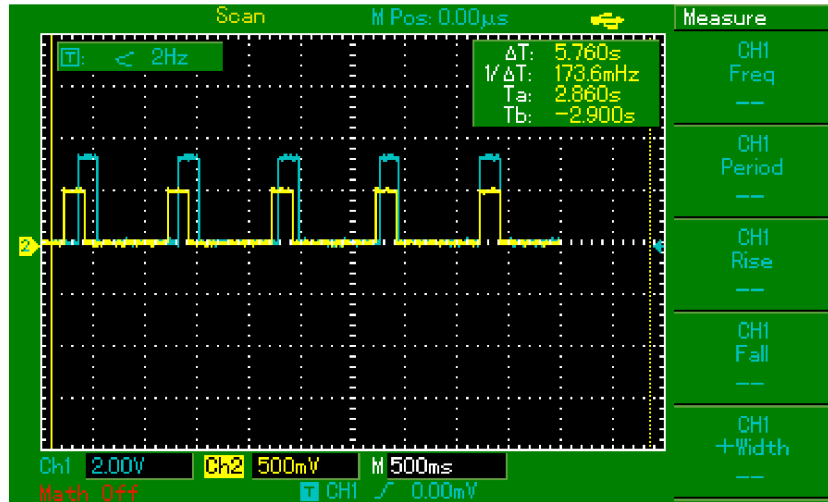 Scan M Pos: 0.00µs Measure
T: < 2Hz
ΔT: 5.760s
1/ΔT: 173.6mHz
Ta: 2.860s
Tb: -2.900s
CH1
Freq
--
CH1
Period
--
CH1
Rise
--
CH1
Fall
--
CH1
+Width
--
2
Ch1 2.00V Ch2 500mV M 500ms
Math Off T CH1 0.00mV